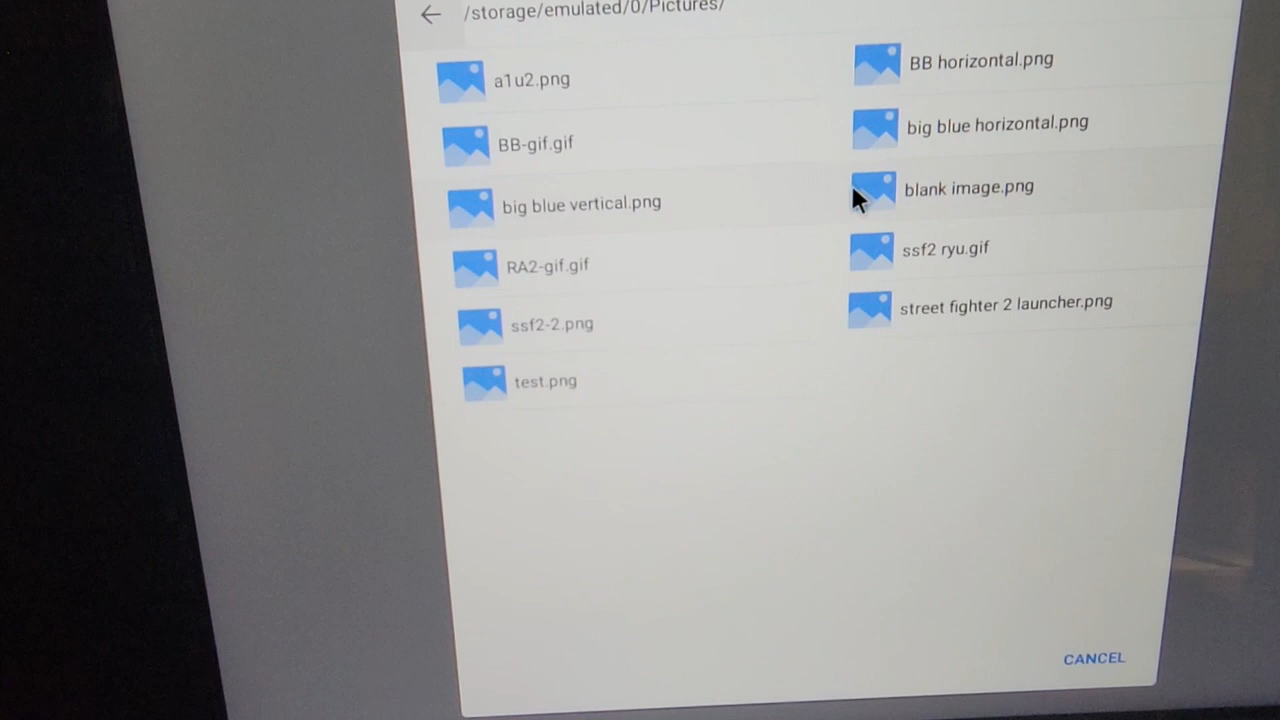 /storage/emulated/0/Pictures/
a1u2.png
BB horizontal.png
BB-gif.gif
big blue horizontal.png
big blue vertical.png
blank image.png
RA2-gif.gif
ssf2 ryu.gif
ssf2-2.png
street fighter 2 launcher.png
test.png
CANCEL